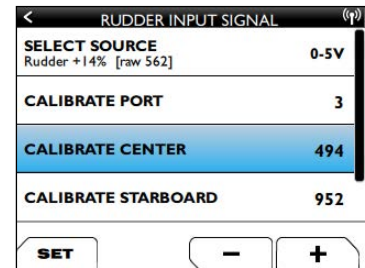 < RUDDER INPUT SIGNAL
SELECT SOURCE 0-5V
Rudder +14% [raw 562]
CALIBRATE PORT 3
CALIBRATE CENTER 494
CALIBRATE STARBOARD 952
SET − +